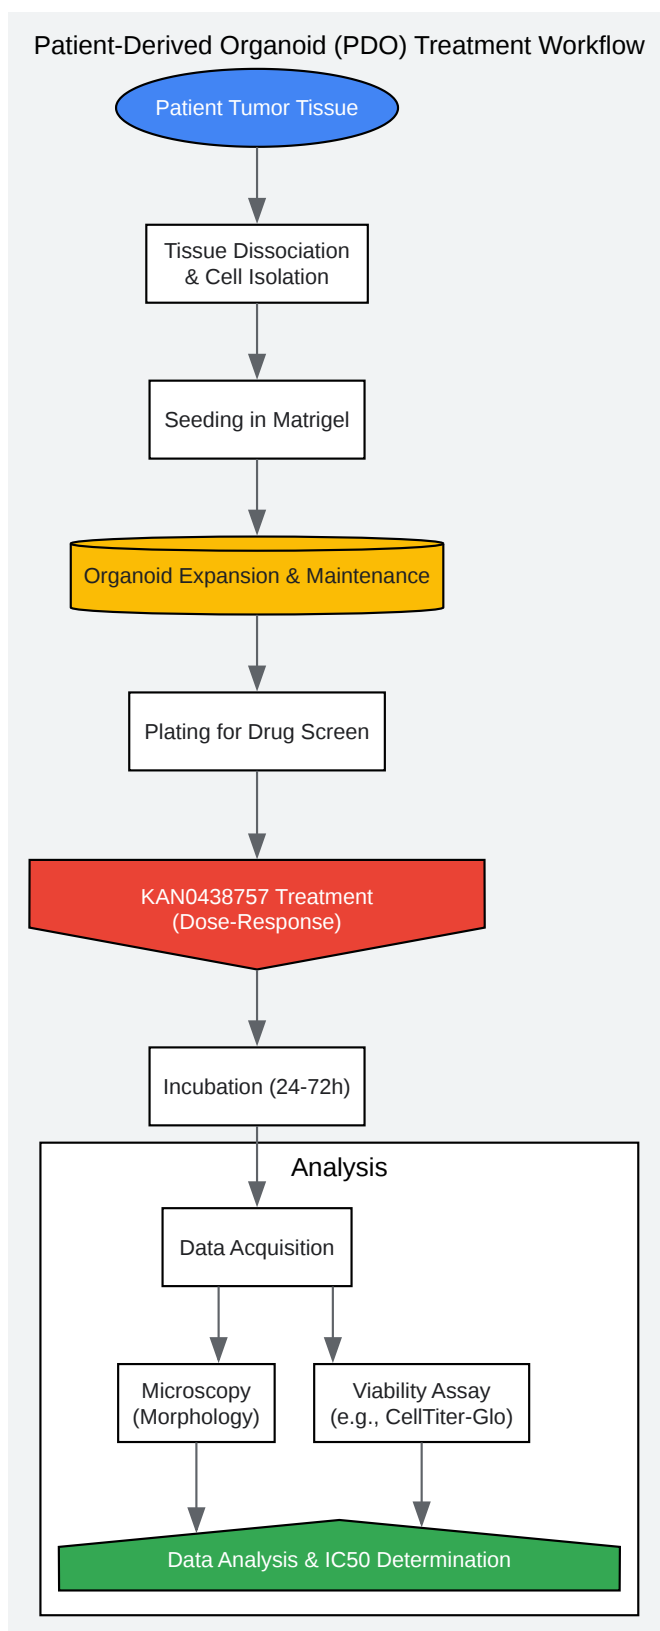 Patient-Derived Organoid (PDO) Treatment Workflow
Patient Tumor Tissue
Tissue Dissociation
& Cell Isolation
Seeding in Matrigel
Organoid Expansion & Maintenance
Plating for Drug Screen
KAN0438757 Treatment
(Dose-Response)
Incubation (24-72h)
Analysis
Data Acquisition
Microscopy
(Morphology)
Viability Assay
(e.g., CellTiter-Glo)
Data Analysis & IC50 Determination